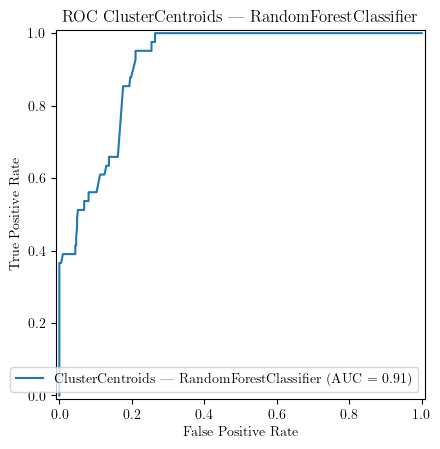 ROC ClusterCentroids — RandomForestClassifier
1.0
0.8
0.6
0.4
0.2
0.0
True Positive Rate
ClusterCentroids — RandomForestClassifier (AUC = 0.91)
0.0 0.2 0.4 0.6 0.8 1.0
False Positive Rate